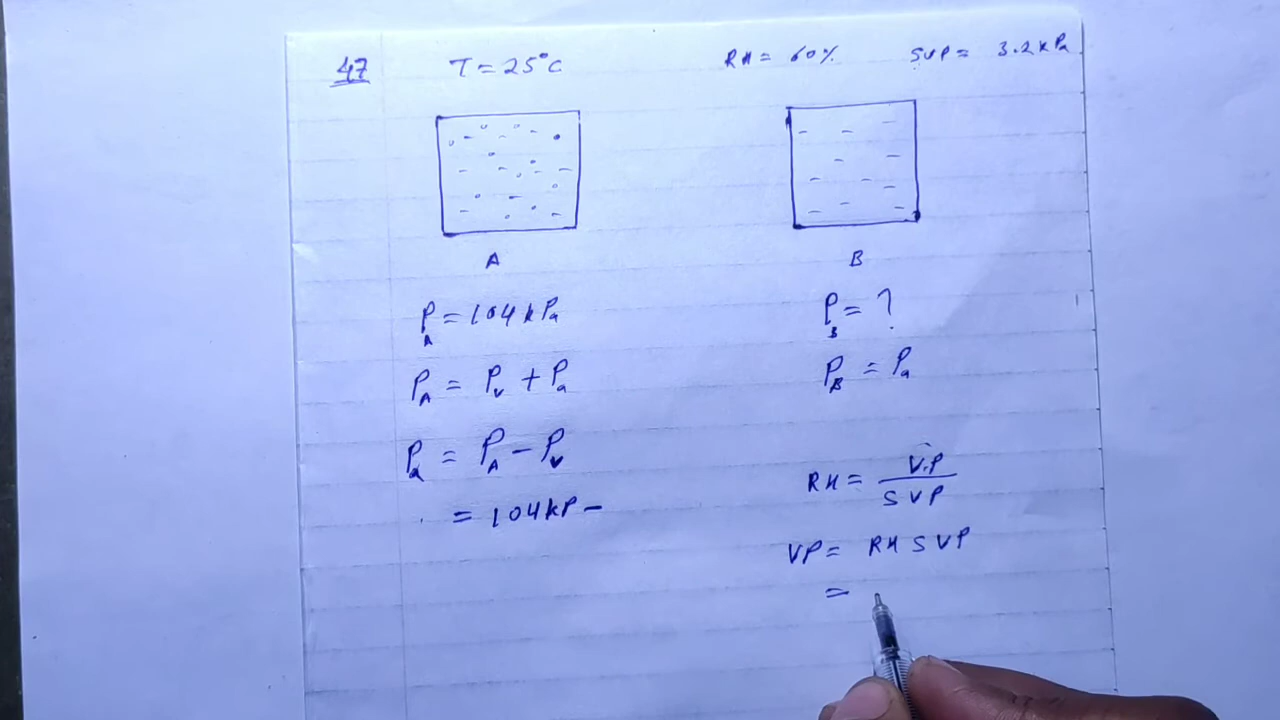 47 T = 25°C RH = 60% SVP = 3.2 kPa
A B
P_A = 104 kPa P_B = ?
P_A = P_v + P_a P_B = P_a
P_a = P_A - P_v RH = V.P / SVP
= 104 kP - VP = RH SVP
=